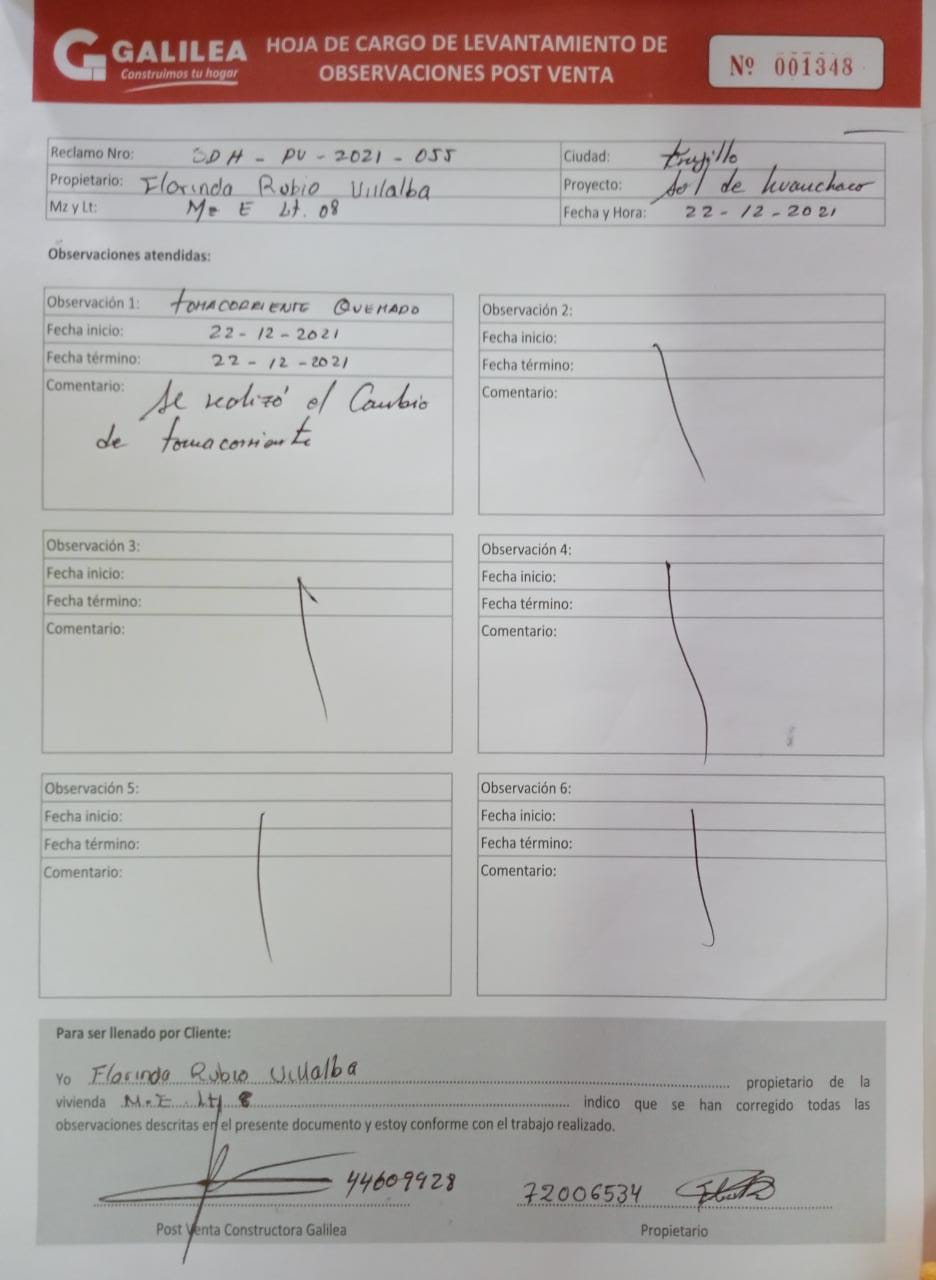 GALILEA
Construimos tu hogar
HOJA DE CARGO DE LEVANTAMIENTO DE
OBSERVACIONES POST VENTA
Nº 001348
Reclamo Nro: SDH - PV - 2021 - 055
Ciudad: Trujillo
Propietario: Florinda Rubio Villalba
Proyecto: Sol de huanchaco
Mz y Lt: Mz E Lt. 08
Fecha y Hora: 22 - 12 - 2021
Observaciones atendidas:
Observación 1: TOMACORRIENTE QUEMADO
Fecha inicio: 22 - 12 - 2021
Fecha término: 22 - 12 - 2021
Comentario: Se realizó el Cambio
de tomacorriente
Observación 2:
Fecha inicio:
Fecha término:
Comentario:
Observación 3:
Fecha inicio:
Fecha término:
Comentario:
Observación 4:
Fecha inicio:
Fecha término:
Comentario:
Observación 5:
Fecha inicio:
Fecha término:
Comentario:
Observación 6:
Fecha inicio:
Fecha término:
Comentario:
Para ser llenado por Cliente:
Yo Florinda Rubio Villalba propietario de la
vivienda Mz E Lt 8 indico que se han corregido todas las
observaciones descritas en el presente documento y estoy conforme con el trabajo realizado.
44609928
72006534
Post Venta Constructora Galilea
Propietario